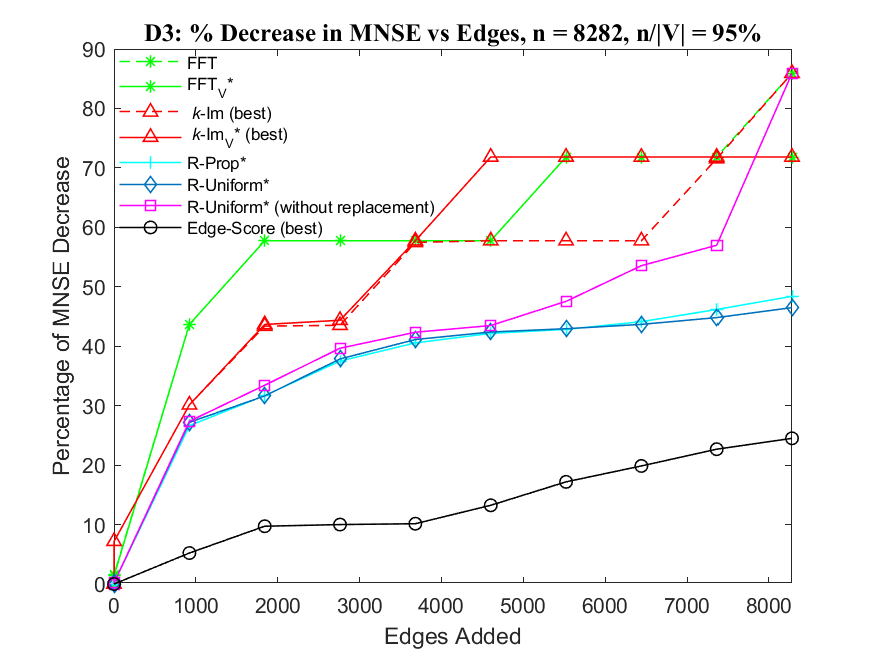 D3: % Decrease in MNSE vs Edges, n = 8282, n/|V| = 95%
90
80
70
60
50
40
30
20
10
0
Percentage of MNSE Decrease
FFT
FFT_V*
k-Im (best)
k-Im_V* (best)
R-Prop*
R-Uniform*
R-Uniform* (without replacement)
Edge-Score (best)
0 1000 2000 3000 4000 5000 6000 7000 8000
Edges Added